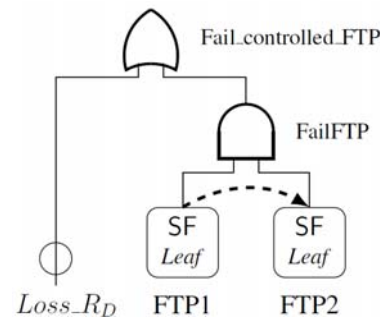 Fail_controlled_FTP
FailFTP
SF
Leaf
SF
Leaf
Loss_R_D
FTP1
FTP2